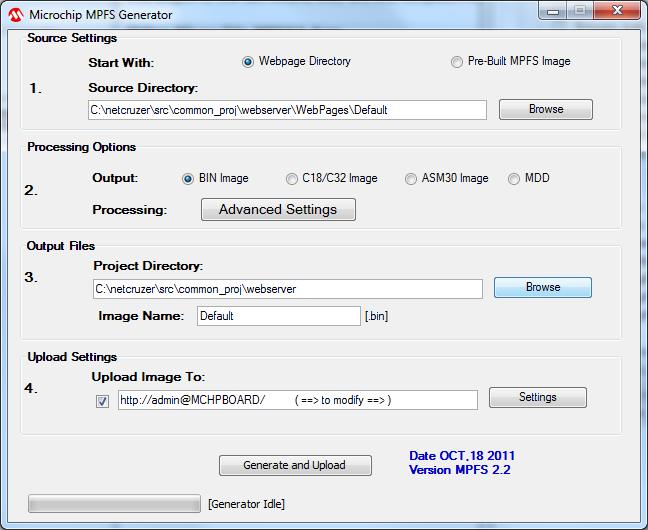 Microchip MPFS Generator
Source Settings
Start With: Webpage Directory Pre-Built MPFS Image
1.
Source Directory:
C:\netcruzer\src\common_proj\webserver\WebPages\Default Browse
Processing Options
2.
Output: BIN Image C18/C32 Image ASM30 Image MDD
Processing: Advanced Settings
Output Files
3.
Project Directory:
C:\netcruzer\src\common_proj\webserver Browse
Image Name: Default [.bin]
Upload Settings
4.
Upload Image To:
http://admin@MCHPBOARD/ ( ==> to modify ==> ) Settings
Generate and Upload
Date OCT,18 2011
Version MPFS 2.2
[Generator Idle]